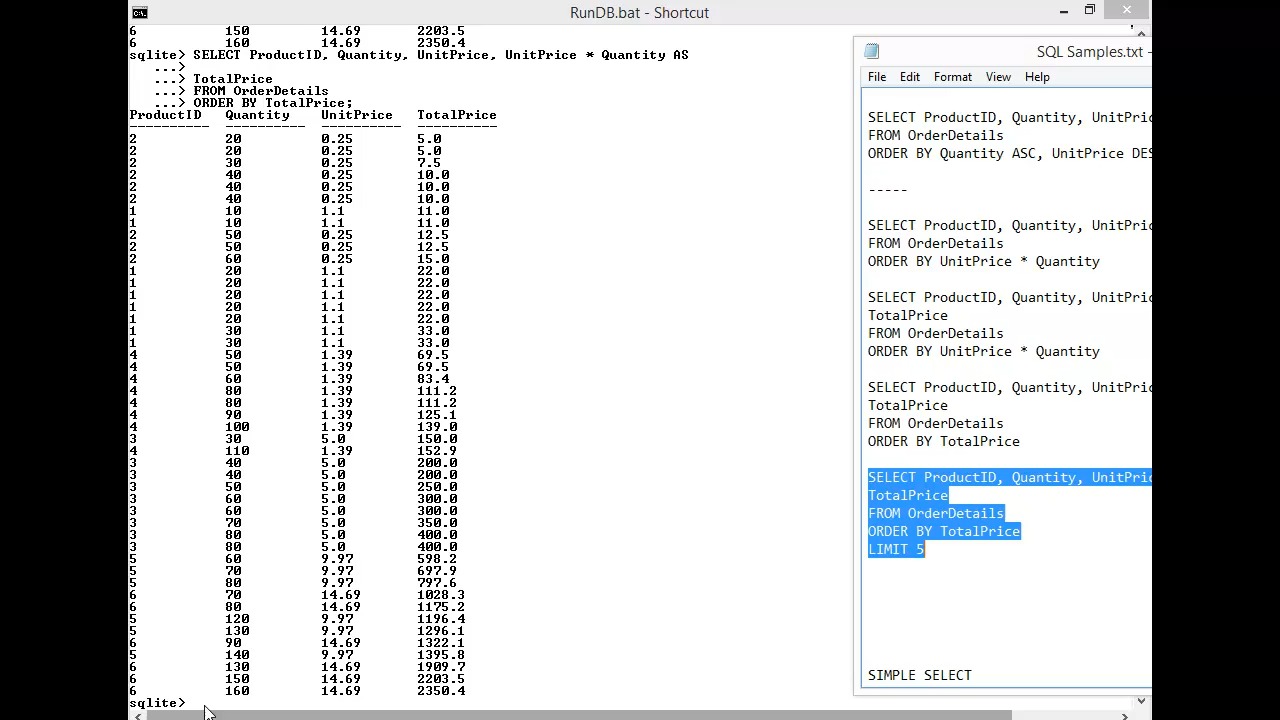 RunDB.bat - Shortcut
C:\.
6 150 14.69 2203.5
6 160 14.69 2350.4
sqlite> SELECT ProductID, Quantity, UnitPrice, UnitPrice * Quantity AS
...>
...> TotalPrice
...> FROM OrderDetails
...> ORDER BY TotalPrice;
ProductID Quantity UnitPrice TotalPrice
---------- ---------- ---------- ----------
2 20 0.25 5.0
2 20 0.25 5.0
2 30 0.25 7.5
2 40 0.25 10.0
2 40 0.25 10.0
2 40 0.25 10.0
1 10 1.1 11.0
1 10 1.1 11.0
2 50 0.25 12.5
2 50 0.25 12.5
2 60 0.25 15.0
1 20 1.1 22.0
1 20 1.1 22.0
1 20 1.1 22.0
1 20 1.1 22.0
1 20 1.1 22.0
1 30 1.1 33.0
1 30 1.1 33.0
4 50 1.39 69.5
4 50 1.39 69.5
4 60 1.39 83.4
4 80 1.39 111.2
4 80 1.39 111.2
4 90 1.39 125.1
4 100 1.39 139.0
3 30 5.0 150.0
4 110 1.39 152.9
3 40 5.0 200.0
3 40 5.0 200.0
3 50 5.0 250.0
3 60 5.0 300.0
3 60 5.0 300.0
3 70 5.0 350.0
3 80 5.0 400.0
3 80 5.0 400.0
5 60 9.97 598.2
5 70 9.97 697.9
5 80 9.97 797.6
6 70 14.69 1028.3
6 80 14.69 1175.2
5 120 9.97 1196.4
5 130 9.97 1296.1
6 90 14.69 1322.1
5 140 9.97 1395.8
6 130 14.69 1909.7
6 150 14.69 2203.5
6 160 14.69 2350.4
sqlite>
SQL Samples.txt -
File Edit Format View Help
SELECT ProductID, Quantity, UnitPric
FROM OrderDetails
ORDER BY Quantity ASC, UnitPrice DES
-----
SELECT ProductID, Quantity, UnitPric
FROM OrderDetails
ORDER BY UnitPrice * Quantity
SELECT ProductID, Quantity, UnitPric
TotalPrice
FROM OrderDetails
ORDER BY UnitPrice * Quantity
SELECT ProductID, Quantity, UnitPric
TotalPrice
FROM OrderDetails
ORDER BY TotalPrice
SELECT ProductID, Quantity, UnitPric
TotalPrice
FROM OrderDetails
ORDER BY TotalPrice
LIMIT 5
SIMPLE SELECT